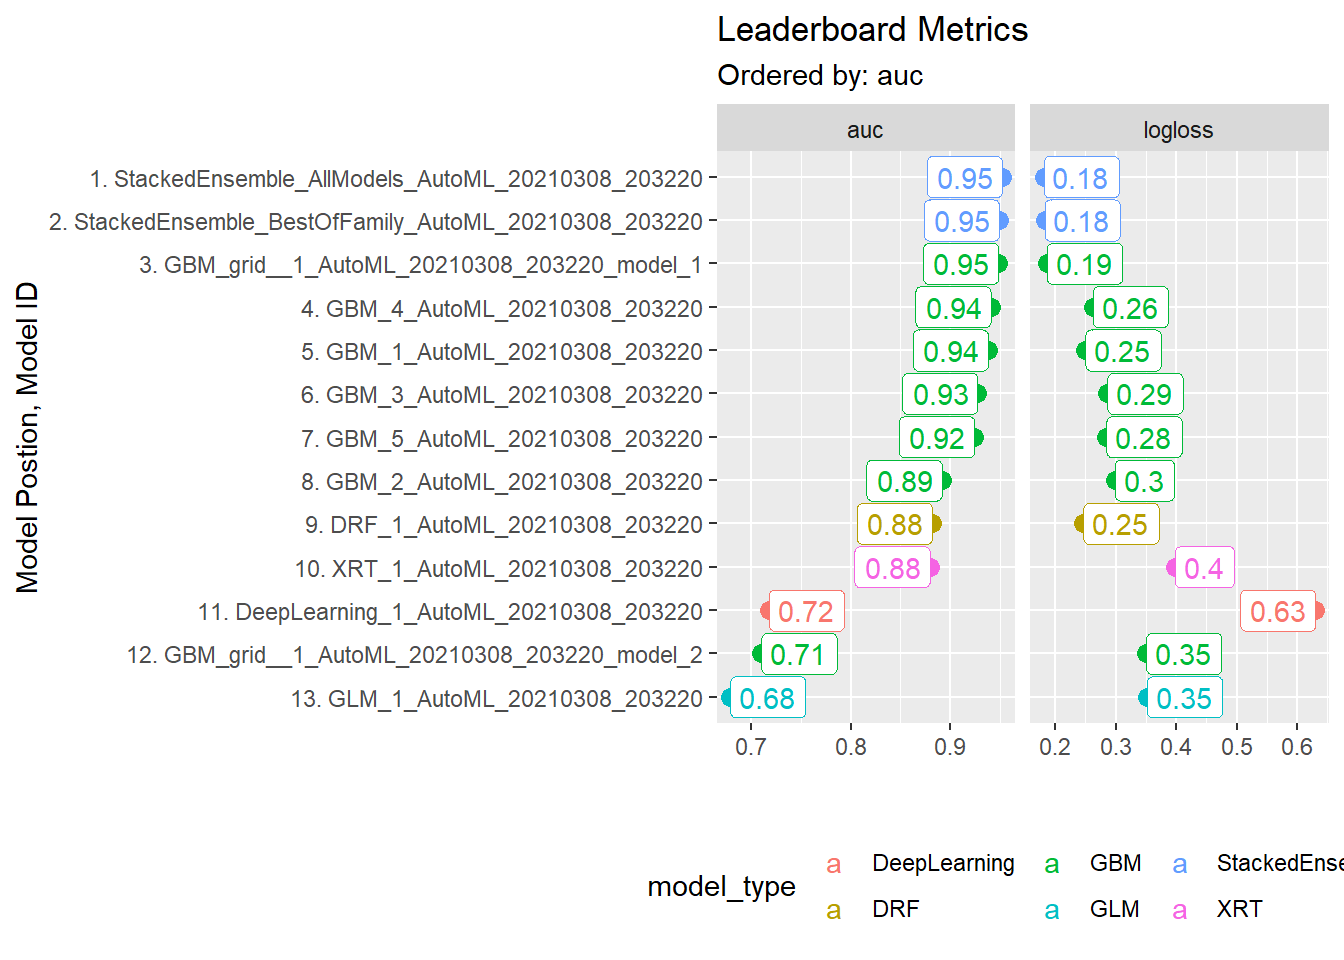 Leaderboard Metrics
Ordered by: auc
auc logloss
Model Postion, Model ID
1. StackedEnsemble_AllModels_AutoML_20210308_203220 0.95 0.18
2. StackedEnsemble_BestOfFamily_AutoML_20210308_203220 0.95 0.18
3. GBM_grid__1_AutoML_20210308_203220_model_1 0.95 0.19
4. GBM_4_AutoML_20210308_203220 0.94 0.26
5. GBM_1_AutoML_20210308_203220 0.94 0.25
6. GBM_3_AutoML_20210308_203220 0.93 0.29
7. GBM_5_AutoML_20210308_203220 0.92 0.28
8. GBM_2_AutoML_20210308_203220 0.89 0.3
9. DRF_1_AutoML_20210308_203220 0.88 0.25
10. XRT_1_AutoML_20210308_203220 0.88 0.4
11. DeepLearning_1_AutoML_20210308_203220 0.72 0.63
12. GBM_grid__1_AutoML_20210308_203220_model_2 0.71 0.35
13. GLM_1_AutoML_20210308_203220 0.68 0.35
0.7 0.8 0.9 0.2 0.3 0.4 0.5 0.6
model_type
a DeepLearning a GBM a StackedEnse
a DRF a GLM a XRT